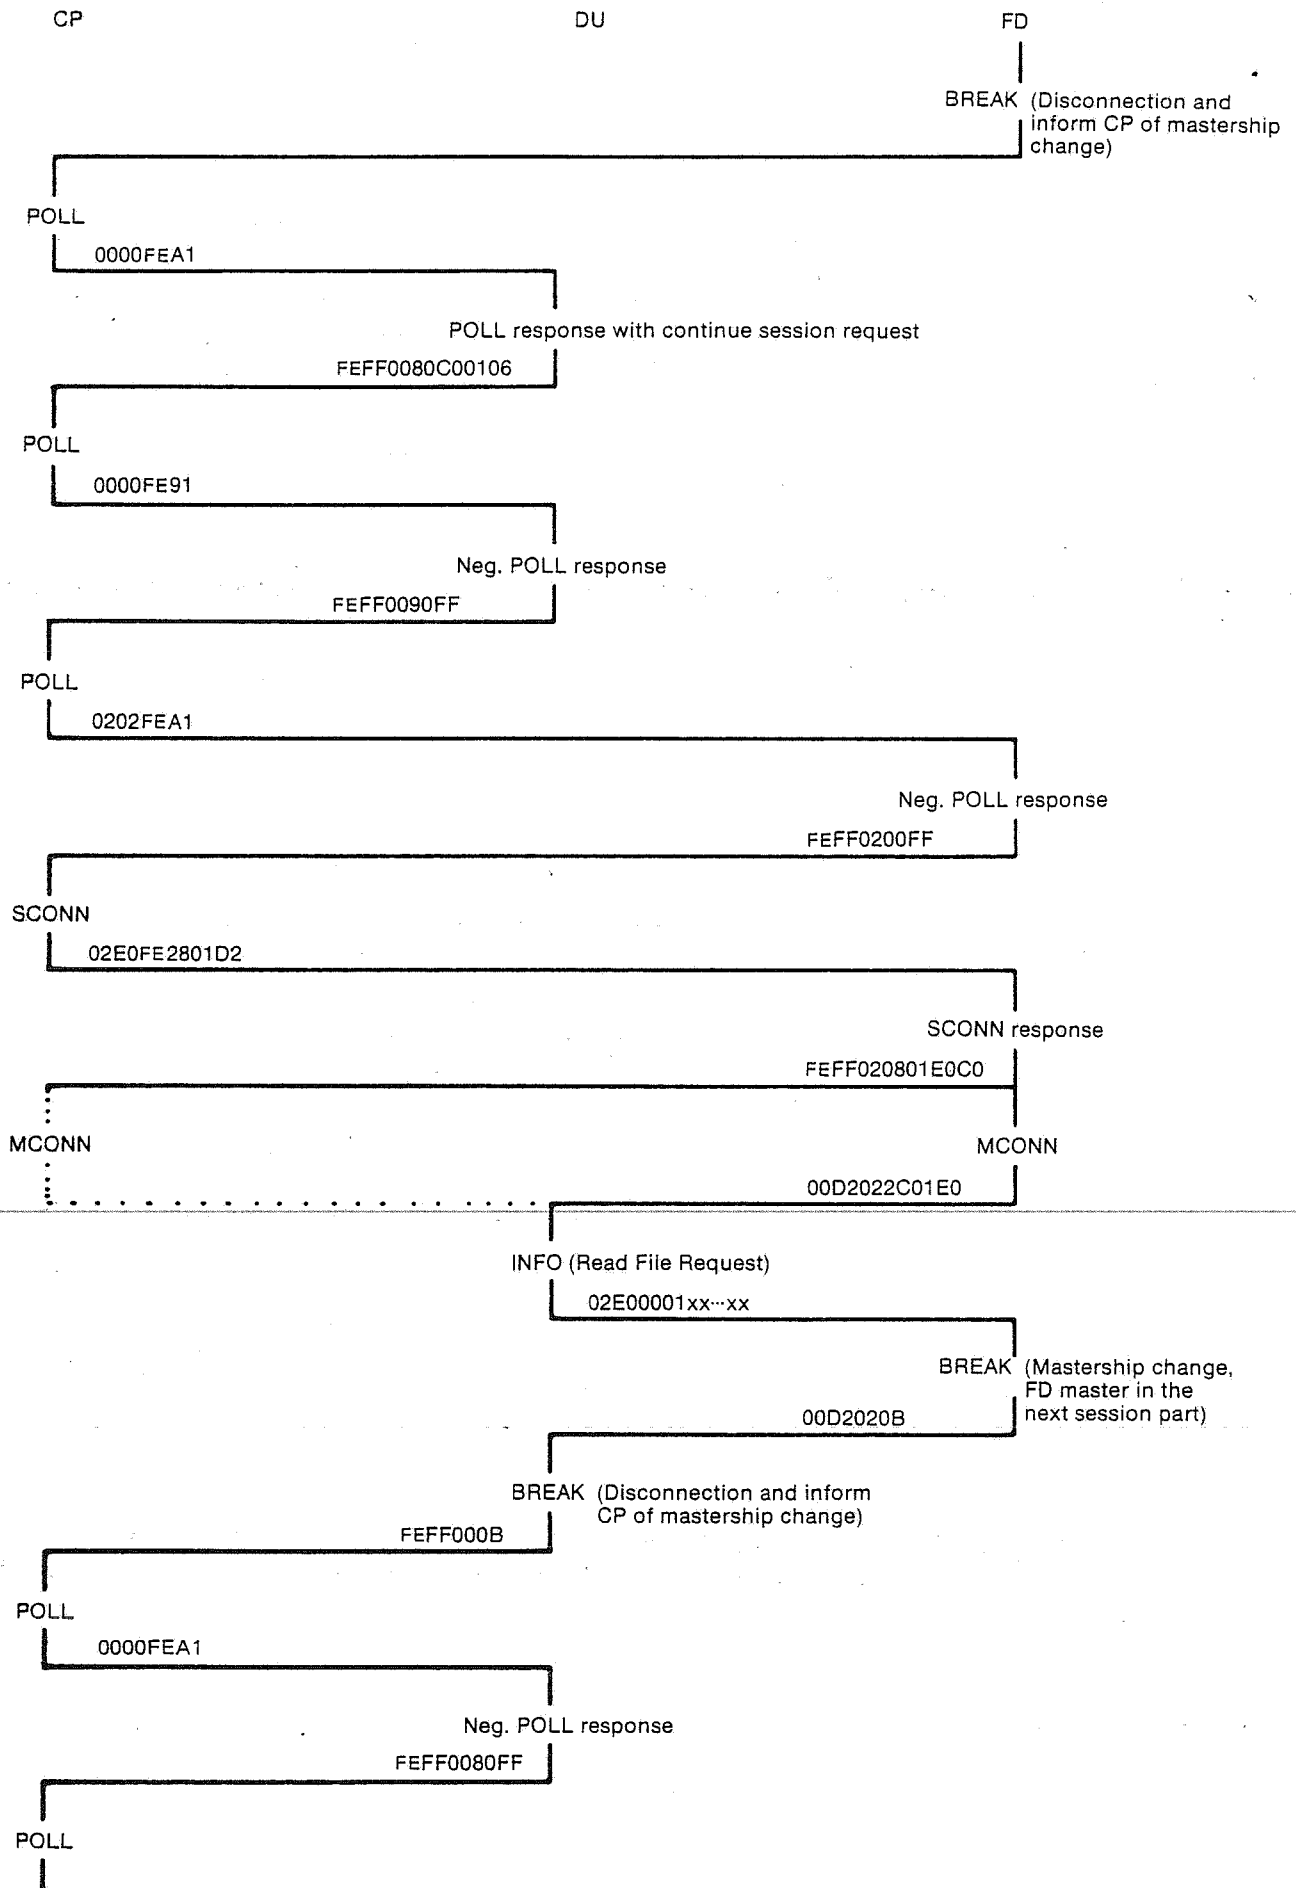 CP DU FD
BREAK (Disconnection and
inform CP of mastership
change)
POLL
0000FEA1
POLL response with continue session request
FEFF0080C00106
POLL
0000FE91
Neg. POLL response
FEFF0090FF
POLL
0202FEA1
Neg. POLL response
FEFF0200FF
SCONN
02E0FE2801D2
SCONN response
FEFF020801E0C0
MCONN MCONN
00D2022C01E0
INFO (Read File Request)
02E00001xx···xx
BREAK (Mastership change,
FD master in the
next session part)
00D2020B
BREAK (Disconnection and inform
CP of mastership change)
FEFF000B
POLL
0000FEA1
Neg. POLL response
FEFF0080FF
POLL